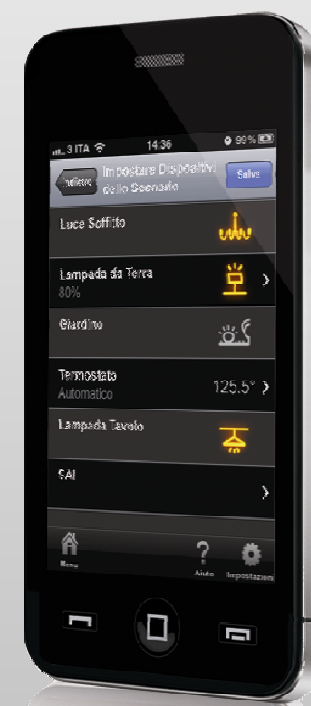 3 ITA 14:36 99%
Indietro Impostare Dispositivi Salva
dello Scenario
Luce Soffitto
Lampada da Terra
80%
Giardino
Termostato
Automatico 125.5°
Lampada Tavolo
SAI
Menu Aiuto Impostazioni